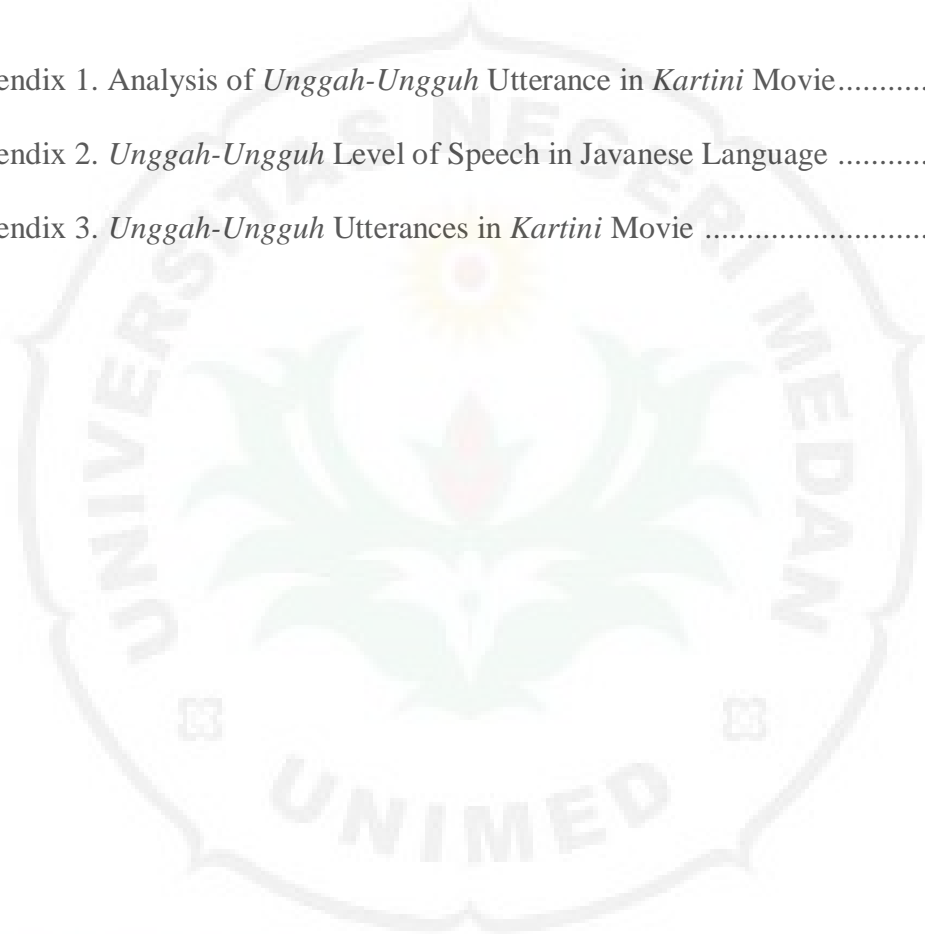 endix 1. Analysis of Unggah-Ungguh Utterance in Kartini Movie...........
endix 2. Unggah-Ungguh Level of Speech in Javanese Language ............
endix 3. Unggah-Ungguh Utterances in Kartini Movie ..........................
UNIVERSITAS NEGERI MEDAN
UNIMED